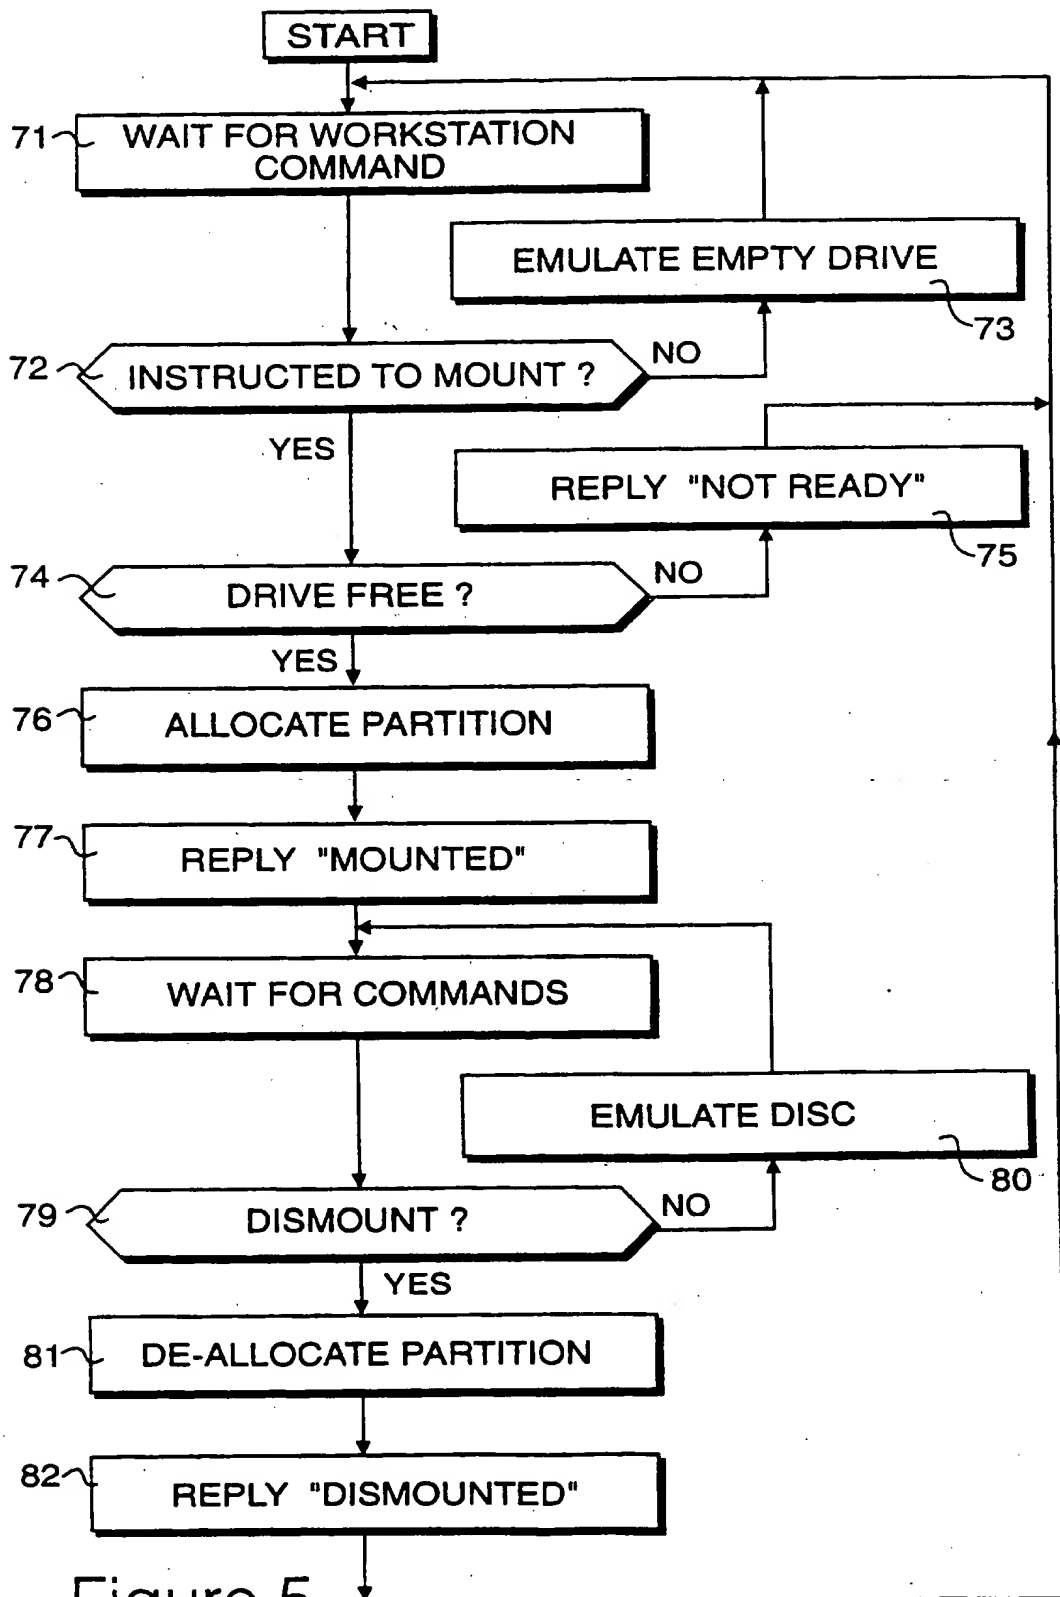 START
71
WAIT FOR WORKSTATION
COMMAND
EMULATE EMPTY DRIVE
73
72
INSTRUCTED TO MOUNT ?
NO
YES
REPLY "NOT READY"
75
74
DRIVE FREE ?
NO
YES
76
ALLOCATE PARTITION
77
REPLY "MOUNTED"
78
WAIT FOR COMMANDS
EMULATE DISC
80
79
DISMOUNT ?
NO
YES
81
DE-ALLOCATE PARTITION
82
REPLY "DISMOUNTED"
Figure 5